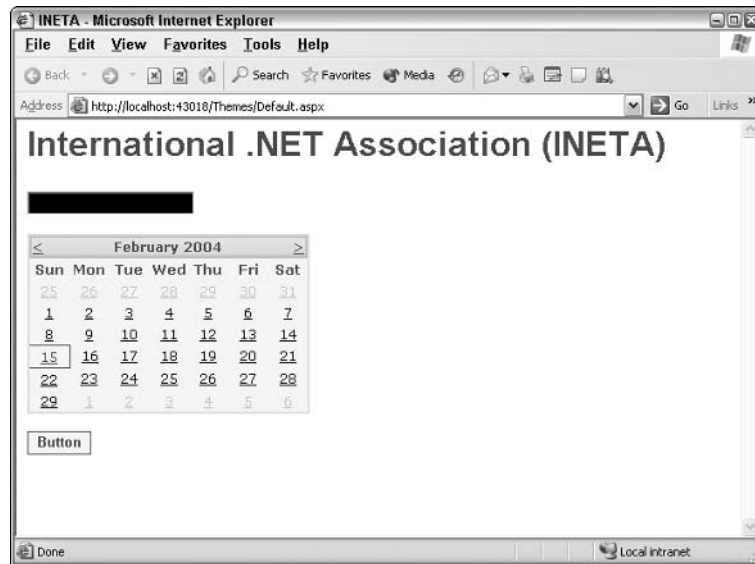 INETA - Microsoft Internet Explorer
File Edit View Favorites Tools Help
Back Search Favorites Media
Address http://localhost:43018/Themes/Default.aspx Go Links »
International .NET Association (INETA)
< February 2004 >
Sun Mon Tue Wed Thu Fri Sat
25 26 27 28 29 30 31
1 2 3 4 5 6 7
8 9 10 11 12 13 14
15 16 17 18 19 20 21
22 23 24 25 26 27 28
29 1 2 3 4 5 6
Button
Done Local intranet